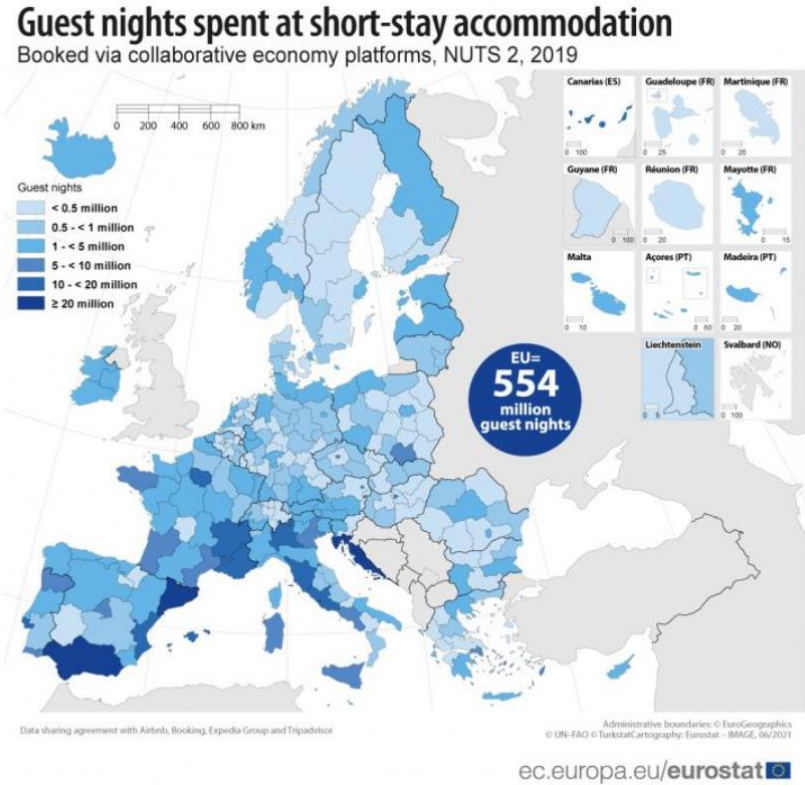 Guest nights spent at short-stay accommodation
Booked via collaborative economy platforms, NUTS 2, 2019
0 200 400 600 800 km
Guest nights
< 0.5 million
0.5 - < 1 million
1 - < 5 million
5 - < 10 million
10 - < 20 million
≥ 20 million
Canarias (ES)
0 100
Guadeloupe (FR)
0 25
Martinique (FR)
0 20
Guyane (FR)
0 100
Réunion (FR)
0 20
Mayotte (FR)
0 15
Malta
0 10
Açores (PT)
0 50
Madeira (PT)
0 20
Liechtenstein
0 5
Svalbard (NO)
0 100
EU=
554
million
guest nights
Data sharing agreement with Airbnb, Booking, Expedia Group and Tripadvisor
Administrative boundaries: © EuroGeographics
© UN-FAO © TurkstatCartography: Eurostat - IMAGE, 06/2021
ec.europa.eu/eurostat